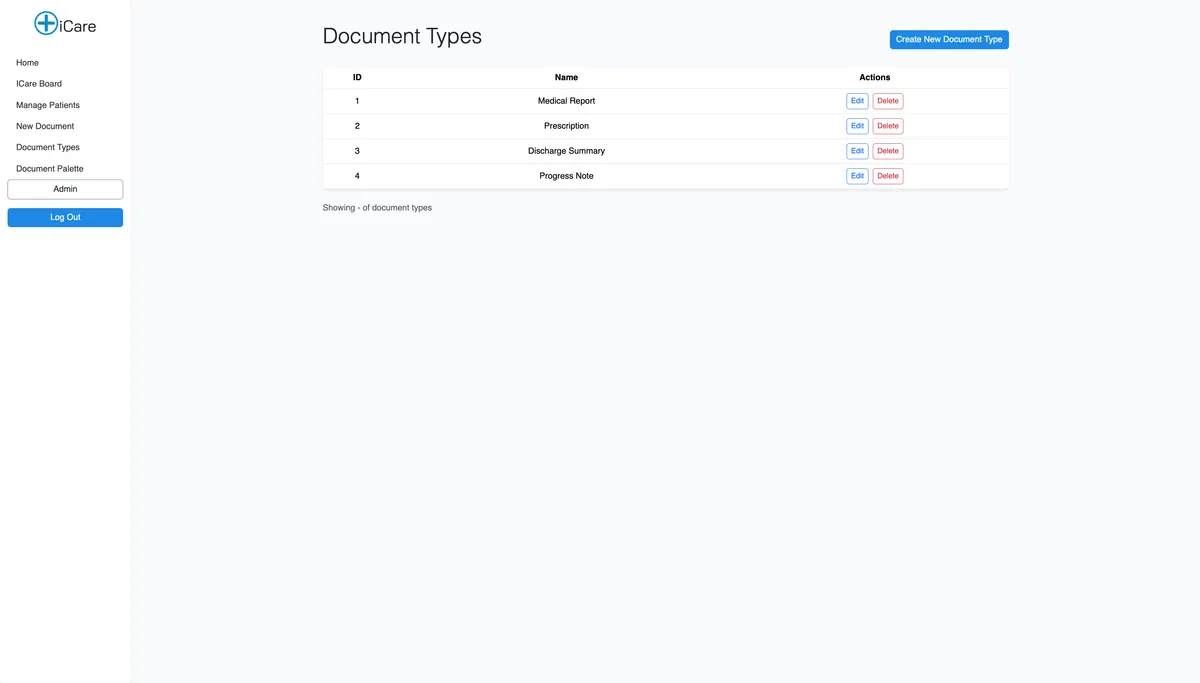 iCare
Home
ICare Board
Manage Patients
New Document
Document Types
Document Palette
Admin
Log Out
Document Types
Create New Document Type
ID Name Actions
1 Medical Report Edit Delete
2 Prescription Edit Delete
3 Discharge Summary Edit Delete
4 Progress Note Edit Delete
Showing - of document types